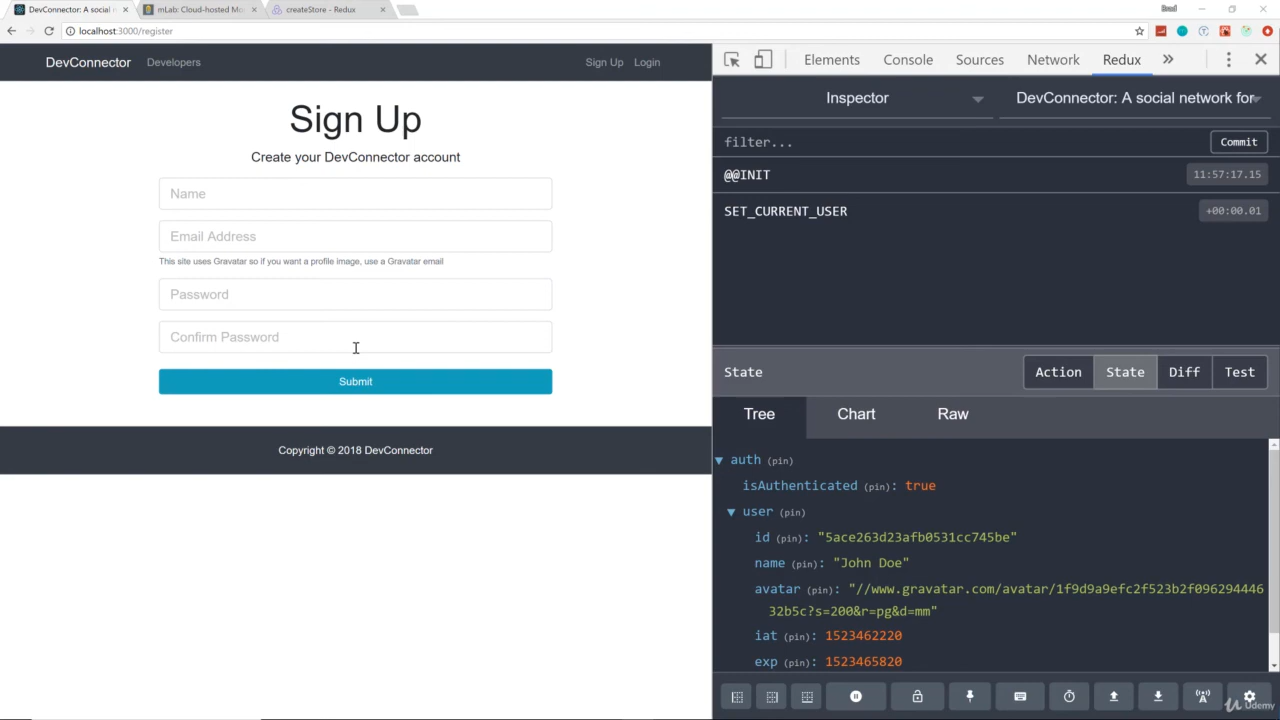 DevConnector: A social n
mLab: Cloud-hosted Mo
createStore - Redux
Brad
localhost:3000/register
DevConnector Developers Sign Up Login
Sign Up
Create your DevConnector account
Name
Email Address
This site uses Gravatar so if you want a profile image, use a Gravatar email
Password
Confirm Password
Submit
Copyright © 2018 DevConnector
Elements Console Sources Network Redux
Inspector DevConnector: A social network for
filter... Commit
@@INIT 11:57:17.15
SET_CURRENT_USER +00:00.01
State Action State Diff Test
Tree Chart Raw
auth (pin)
isAuthenticated (pin): true
user (pin)
id (pin): "5ace263d23afb0531cc745be"
name (pin): "John Doe"
avatar (pin): "//www.gravatar.com/avatar/1f9d9a9efc2f523b2f096294446
32b5c?s=200&r=pg&d=mm"
iat (pin): 1523462220
exp (pin): 1523465820
Udemy